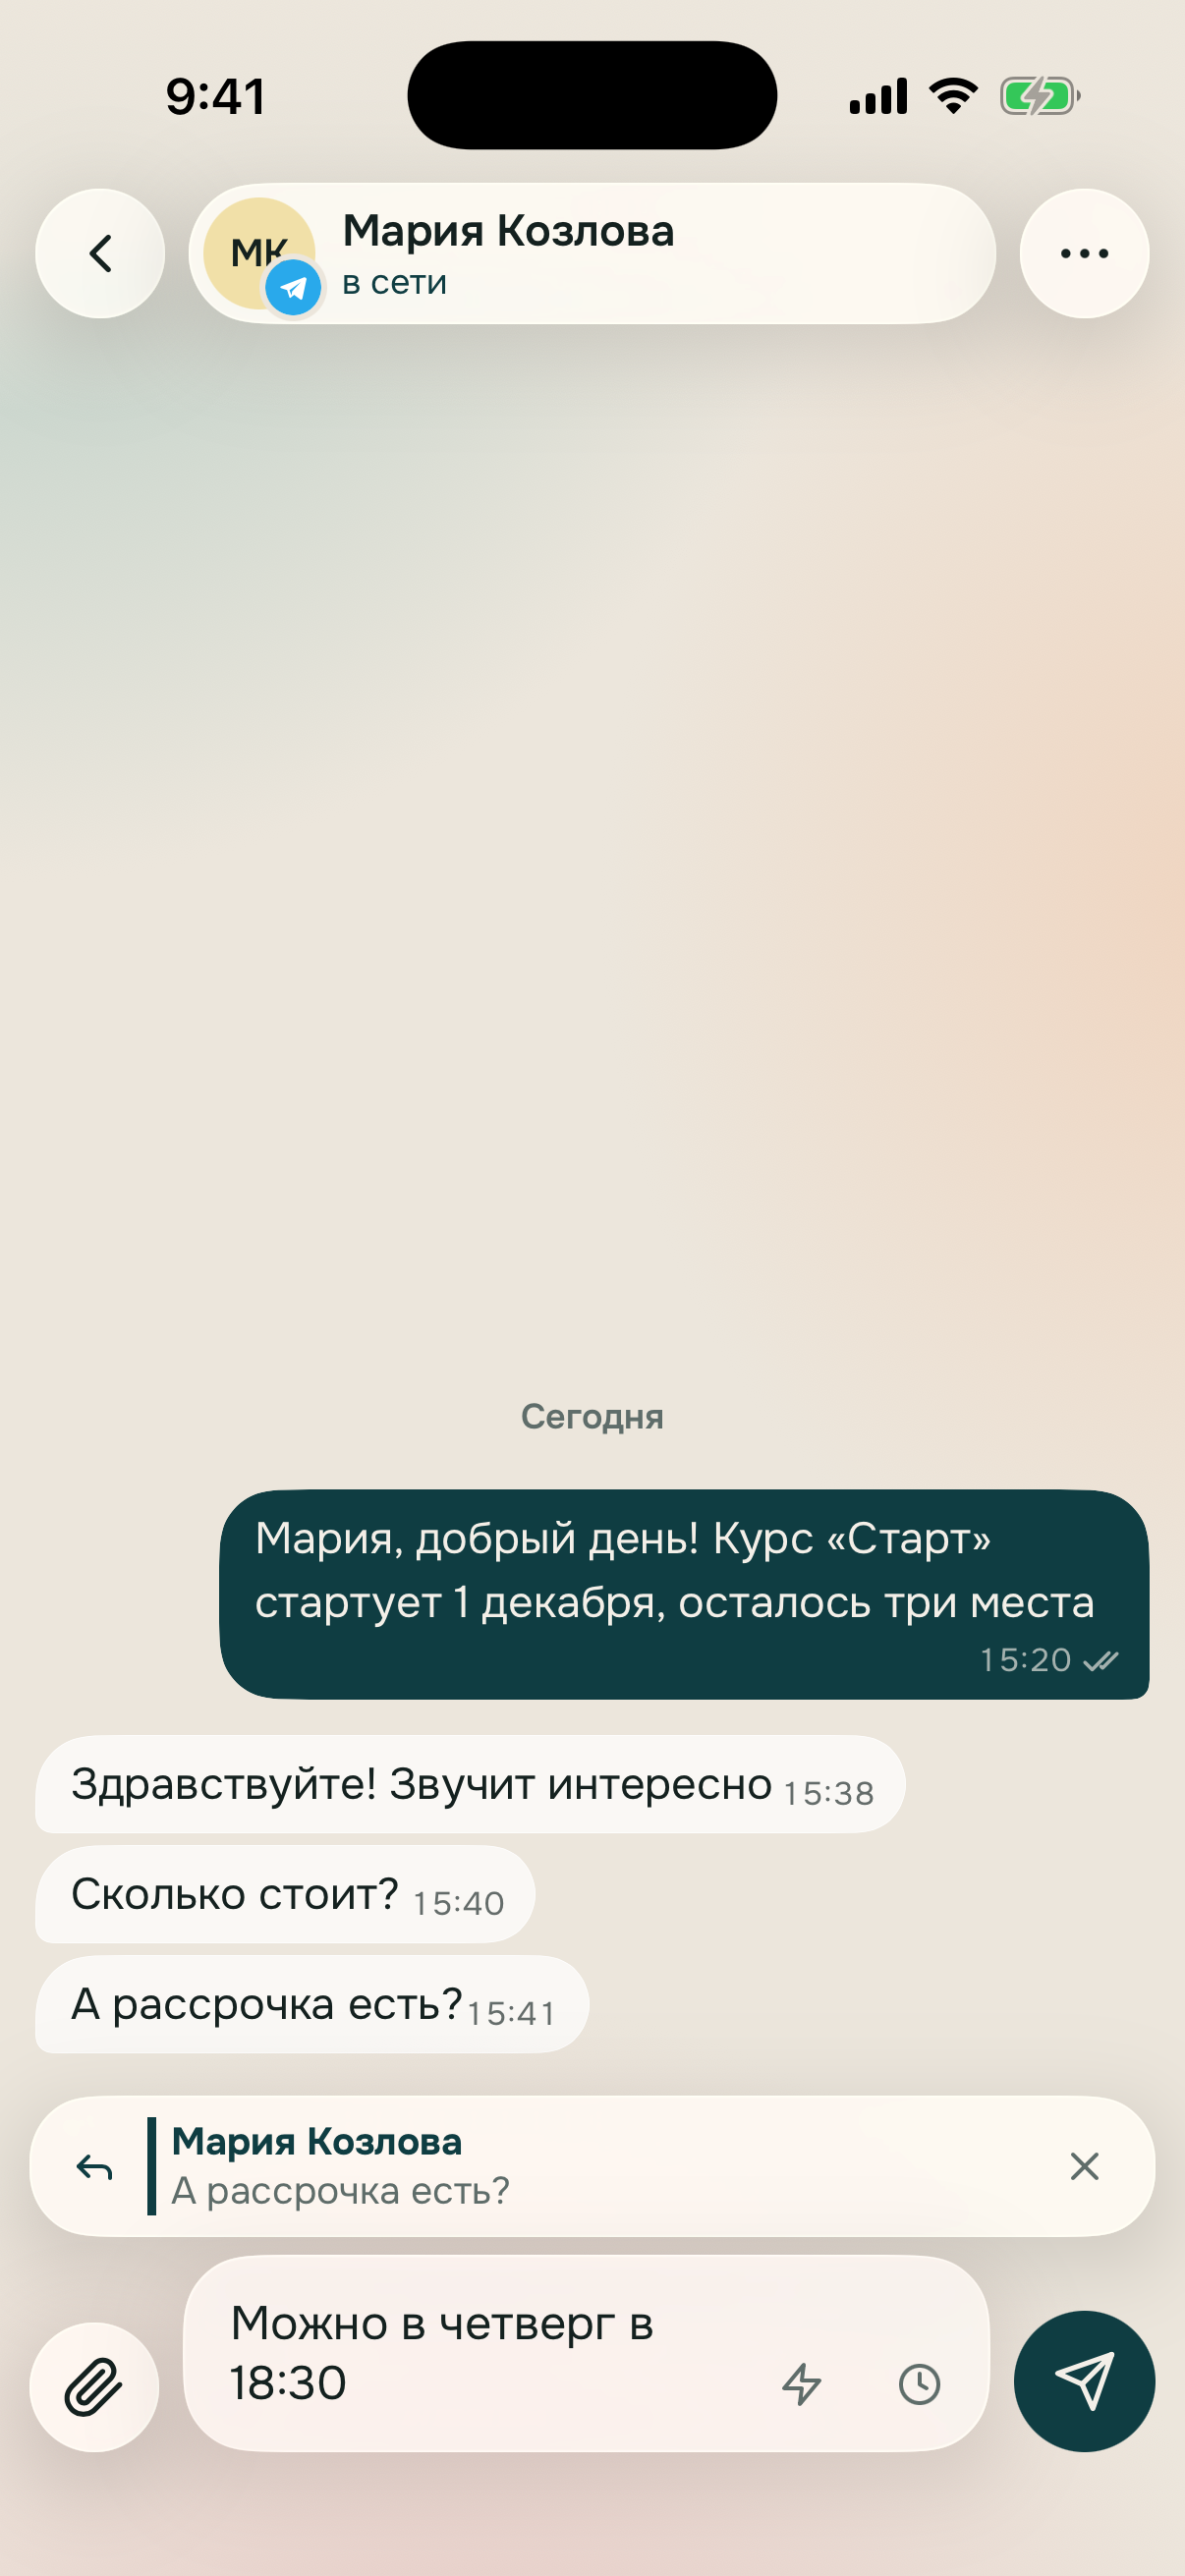 9:41
МК
Мария Козлова
в сети
Сегодня
Мария, добрый день! Курс «Старт»
стартует 1 декабря, осталось три места
15:20
Здравствуйте! Звучит интересно 15:38
Сколько стоит? 15:40
А рассрочка есть? 15:41
Мария Козлова
А рассрочка есть?
Можно в четверг в
18:30